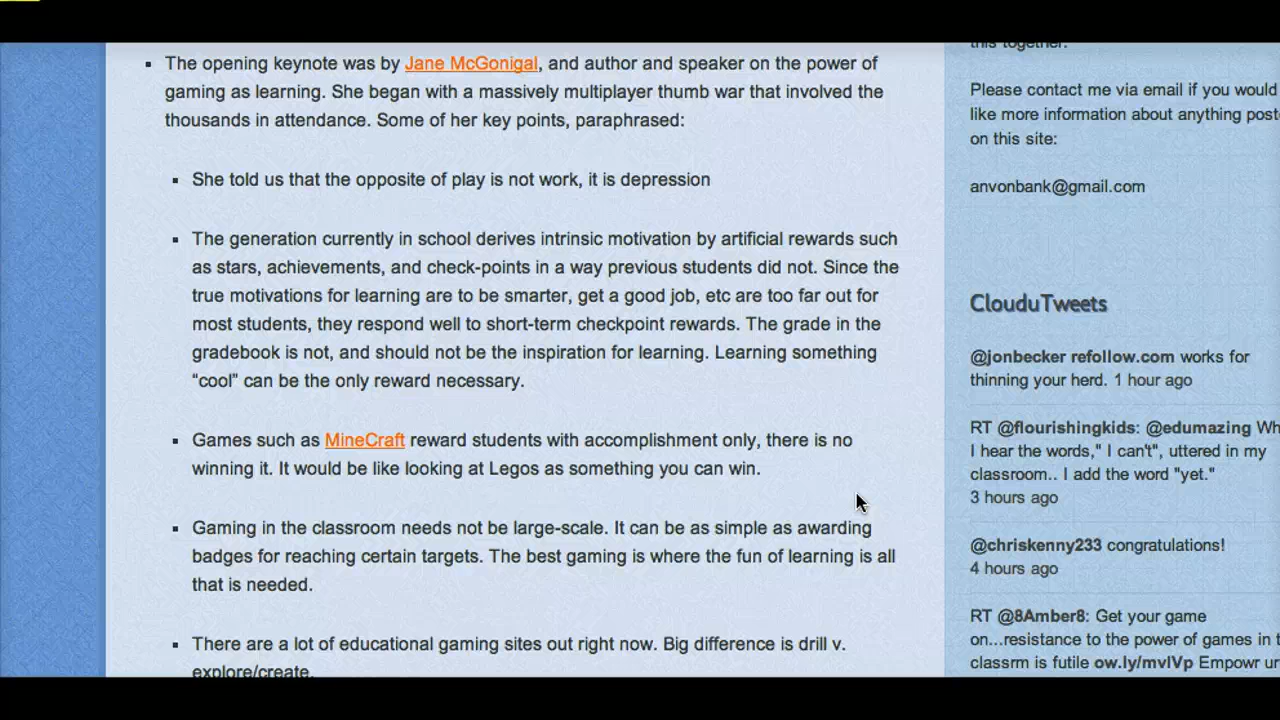 The opening keynote was by Jane McGonigal, and author and speaker on the power of
gaming as learning. She began with a massively multiplayer thumb war that involved the
thousands in attendance. Some of her key points, paraphrased:
She told us that the opposite of play is not work, it is depression
The generation currently in school derives intrinsic motivation by artificial rewards such
as stars, achievements, and check-points in a way previous students did not. Since the
true motivations for learning are to be smarter, get a good job, etc are too far out for
most students, they respond well to short-term checkpoint rewards. The grade in the
gradebook is not, and should not be the inspiration for learning. Learning something
“cool” can be the only reward necessary.
Games such as MineCraft reward students with accomplishment only, there is no
winning it. It would be like looking at Legos as something you can win.
Gaming in the classroom needs not be large-scale. It can be as simple as awarding
badges for reaching certain targets. The best gaming is where the fun of learning is all
that is needed.
There are a lot of educational gaming sites out right now. Big difference is drill v.
explore/create.
this together.
Please contact me via email if you would
like more information about anything poste
on this site:
anvonbank@gmail.com
ClouduTweets
@jonbecker refollow.com works for
thinning your herd. 1 hour ago
RT @flourishingkids: @edumazing Wh
I hear the words," I can't", uttered in my
classroom.. I add the word "yet."
3 hours ago
@chriskenny233 congratulations!
4 hours ago
RT @8Amber8: Get your game
on...resistance to the power of games in t
classrm is futile ow.ly/mvIVp Empowr ur